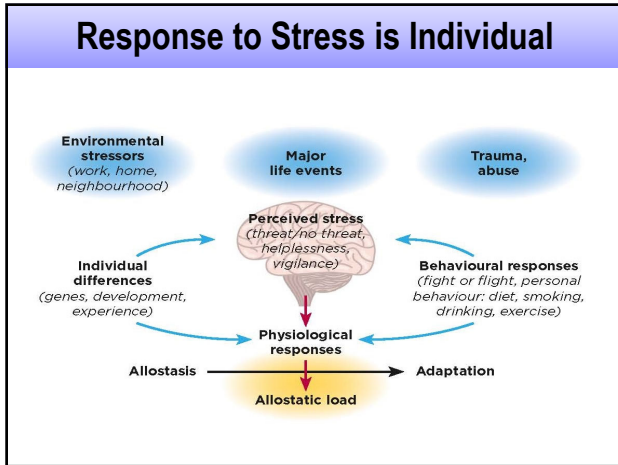 Response to Stress is Individual
Environmental
stressors
(work, home,
neighbourhood)
Major
life events
Trauma,
abuse
Perceived stress
(threat/no threat,
helplessness,
vigilance)
Individual
differences
(genes, development,
experience)
Behavioural responses
(fight or flight, personal
behaviour: diet, smoking,
drinking, exercise)
Physiological
responses
Allostasis
Adaptation
Allostatic load